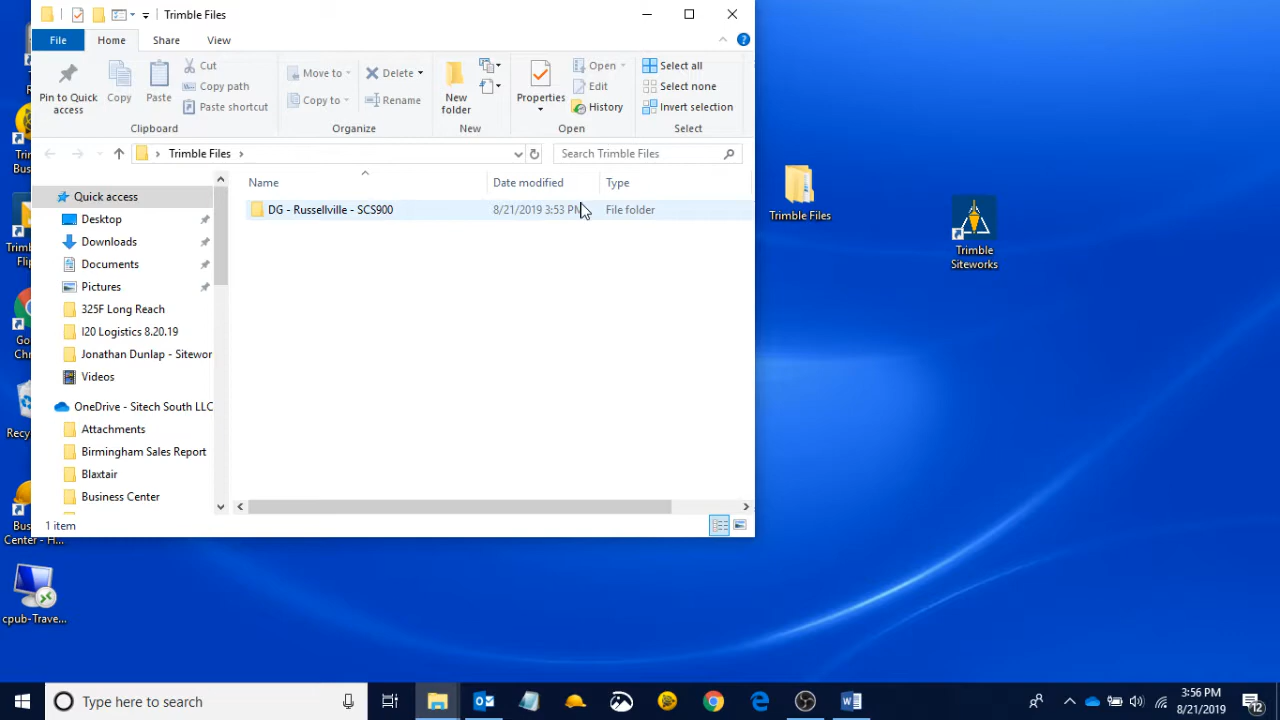 Trimble Files
File Home Share View
Pin to Quick access
Copy
Paste
Cut
Copy path
Paste shortcut
Clipboard
Move to
Copy to
Delete
Rename
Organize
New folder
New
Properties
Open
Edit
History
Open
Select all
Select none
Invert selection
Select
Trimble Files
Search Trimble Files
Name Date modified Type
DG - Russellville - SCS900 8/21/2019 3:53 File folder
Quick access
Desktop
Downloads
Documents
Pictures
325F Long Reach
I20 Logistics 8.20.19
Jonathan Dunlap - Sitewor
Videos
OneDrive - Sitech South LLC
Attachments
Birmingham Sales Report
Blaxtair
Business Center
1 item
Trimble Files
Trimble Siteworks
Center - H...
cpub-Trave...
Type here to search
3:56 PM
8/21/2019
12